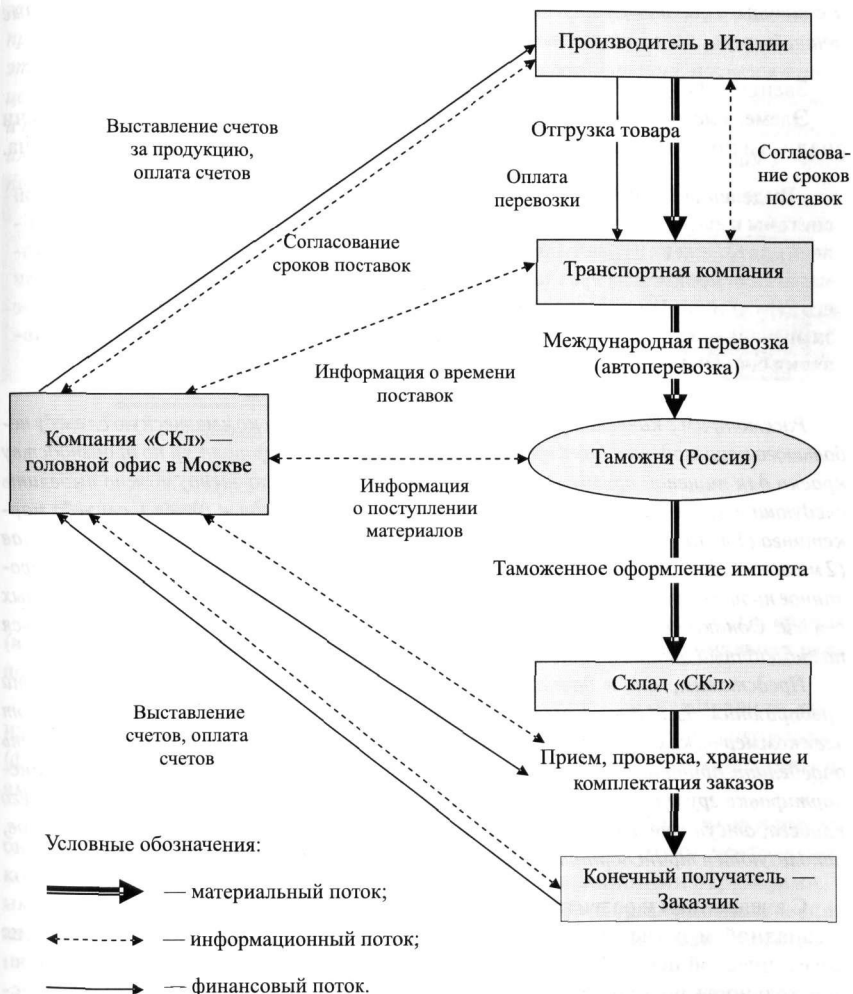 Производитель в Италии
Выставление счетов
за продукцию,
оплата счетов
Отгрузка товара
Оплата
перевозки
Согласова-
ние сроков
поставок
Согласование
сроков поставок
Транспортная компания
Международная перевозка
(автоперевозка)
Информация о времени
поставок
Компания «СКл» —
головной офис в Москве
Таможня (Россия)
Информация
о поступлении
материалов
Таможенное оформление импорта
Склад «СКл»
Выставление
счетов, оплата
счетов
Прием, проверка, хранение и
комплектация заказов
Условные обозначения:
— материальный поток;
— информационный поток;
— финансовый поток.
Конечный получатель —
Заказчик